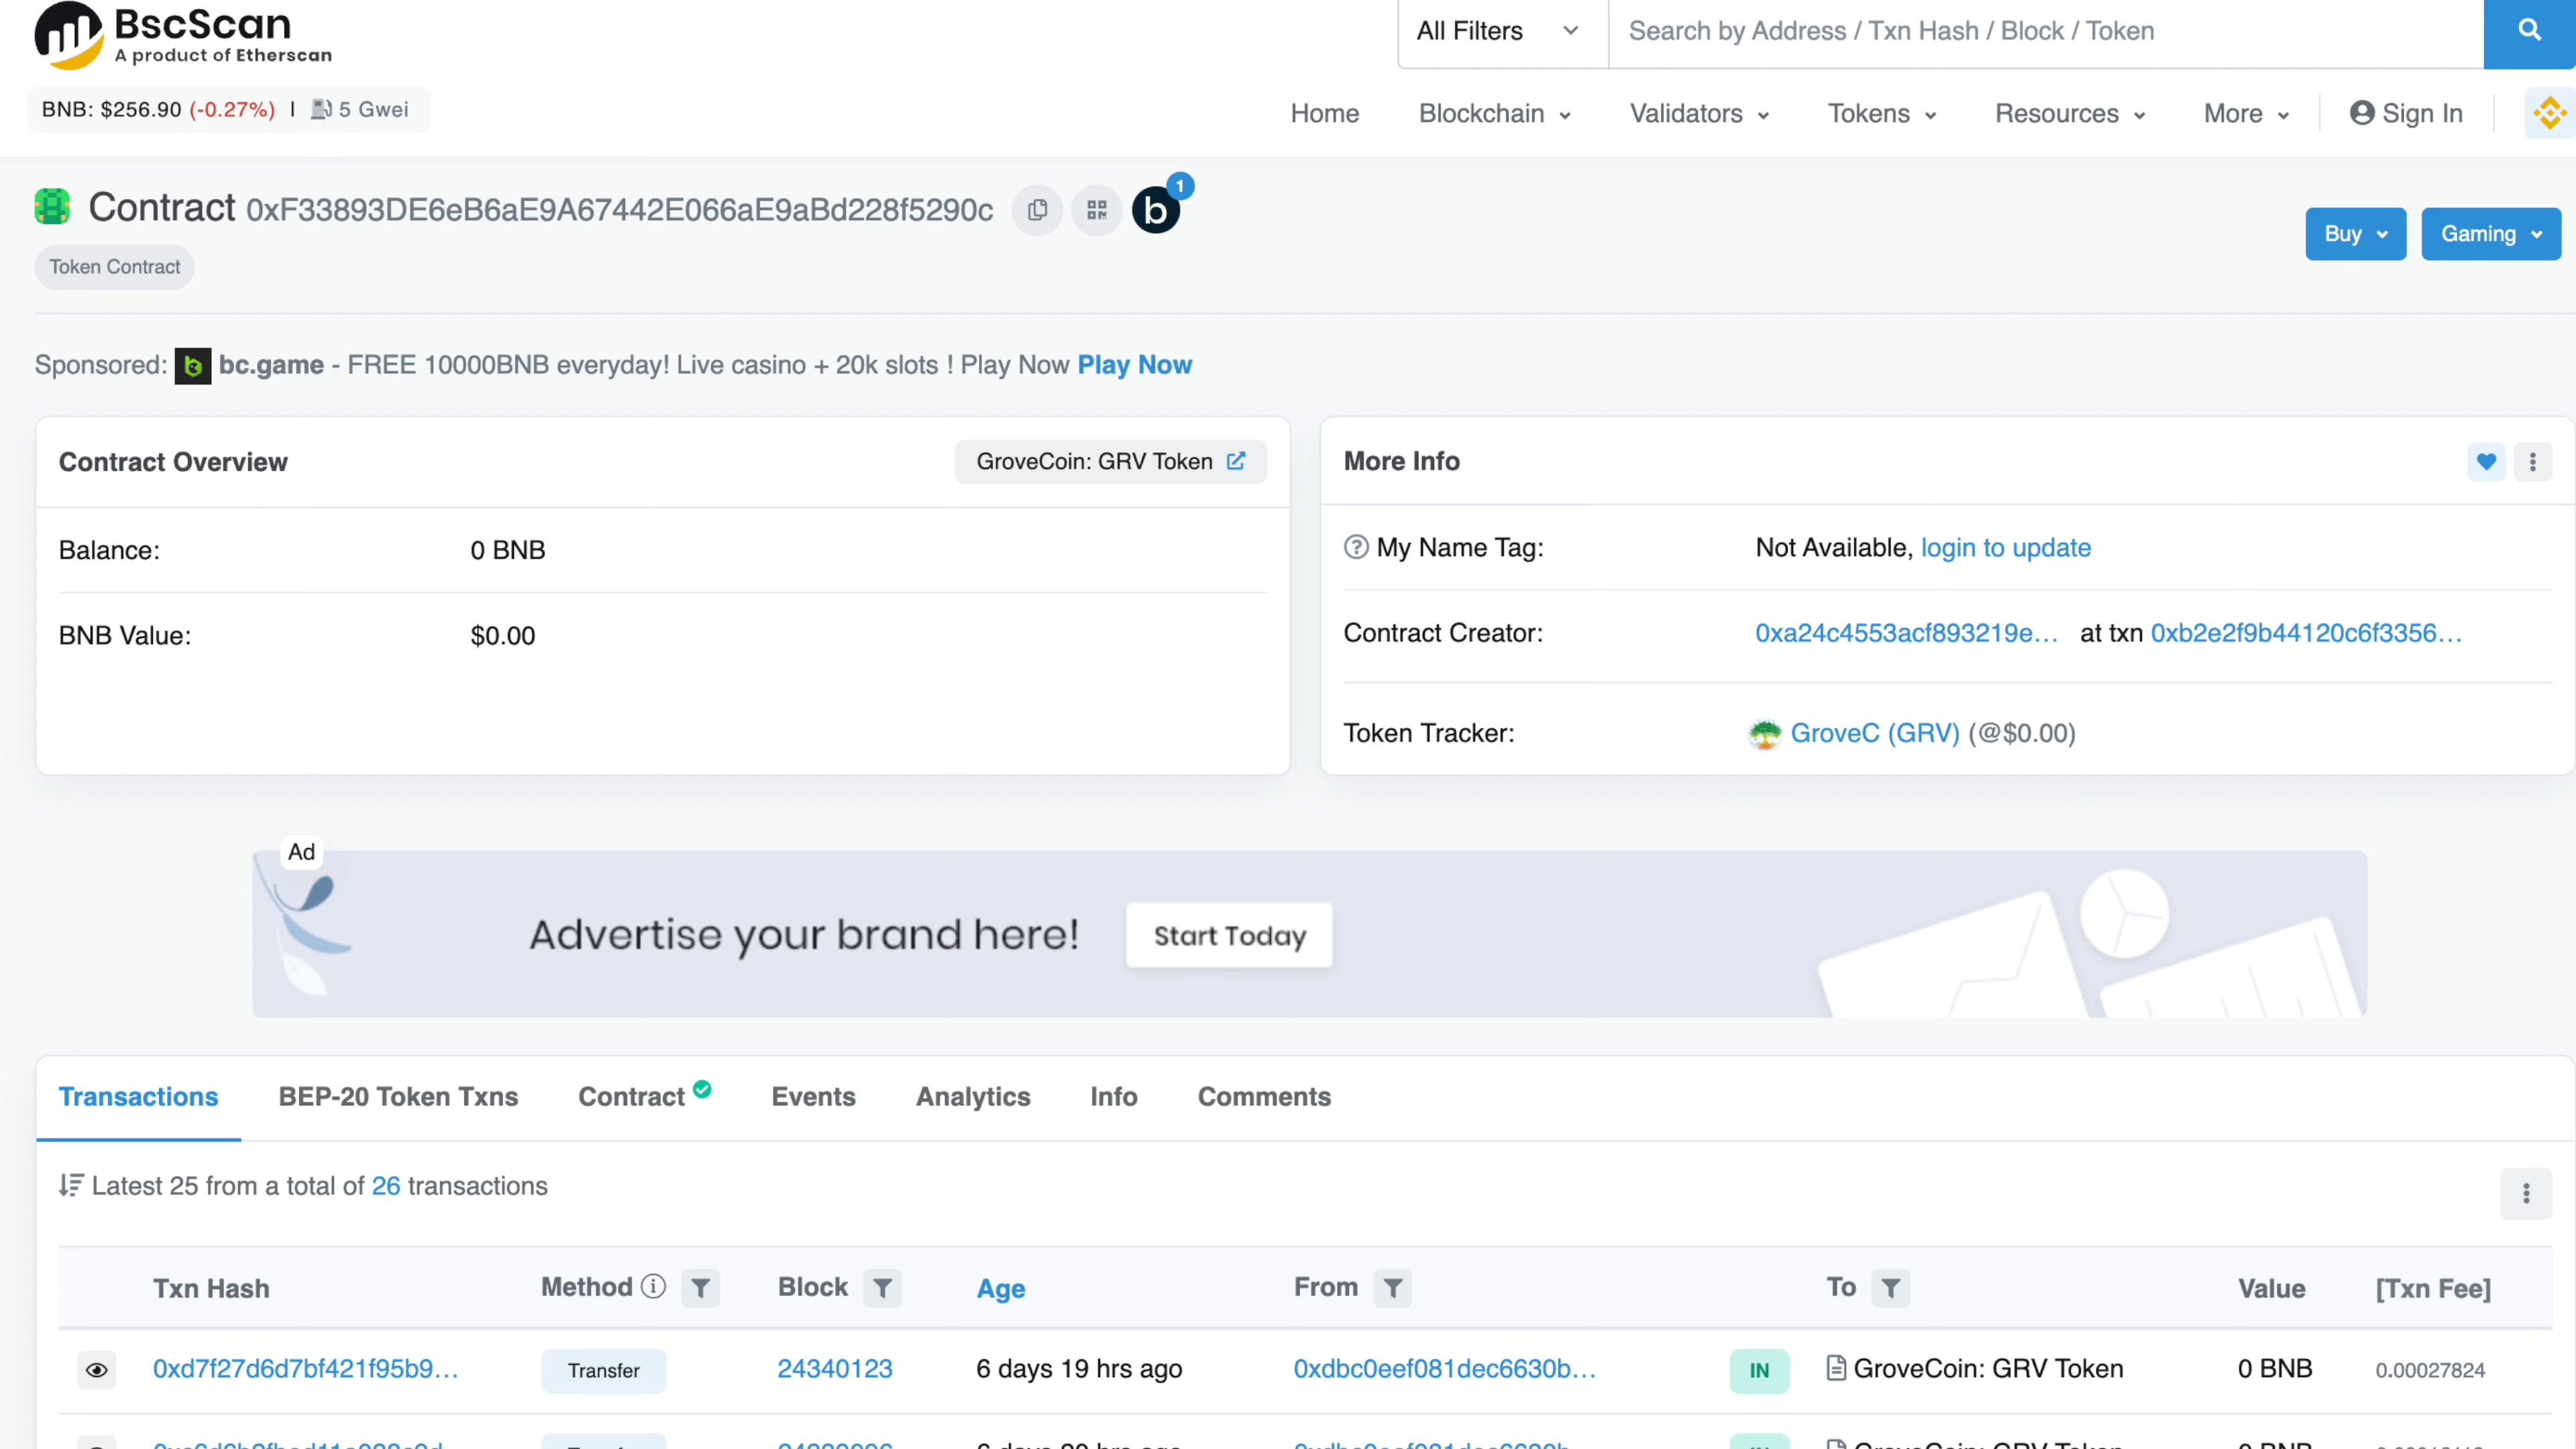 BscScan
A product of Etherscan
All Filters
Search by Address / Txn Hash / Block / Token
BNB: $256.90 (-0.27%) | 5 Gwei
Home Blockchain Validators Tokens Resources More Sign In
Contract 0xF33893DE6eB6aE9A67442E066aE9aBd228f5290c
b 1
Token Contract
Buy Gaming
Sponsored: bc.game - FREE 10000BNB everyday! Live casino + 20k slots ! Play Now Play Now
Contract Overview GroveCoin: GRV Token
Balance: 0 BNB
BNB Value: $0.00
More Info
My Name Tag: Not Available, login to update
Contract Creator: 0xa24c4553acf893219e... at txn 0xb2e2f9b44120c6f3356...
Token Tracker: GroveC (GRV) (@$0.00)
Ad
Advertise your brand here! Start Today
Transactions BEP-20 Token Txns Contract Events Analytics Info Comments
Latest 25 from a total of 26 transactions
Txn Hash Method Block Age From To Value [Txn Fee]
0xd7f27d6d7bf421f95b9... Transfer 24340123 6 days 19 hrs ago 0xdbc0eef081dec6630b... IN GroveCoin: GRV Token 0 BNB 0.00027824